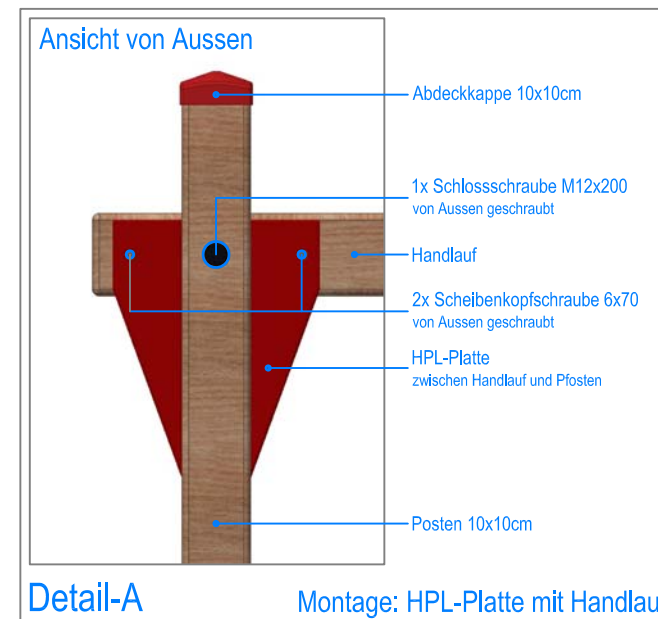 Ansicht von Aussen
Abdeckkappe 10x10cm
1x Schlossschraube M12x200
von Aussen geschraubt
Handlauf
2x Scheibenkopfschraube 6x70
von Aussen geschraubt
HPL-Platte
zwischen Handlauf und Pfosten
Posten 10x10cm
Detail-A
Montage: HPL-Platte mit Handlau